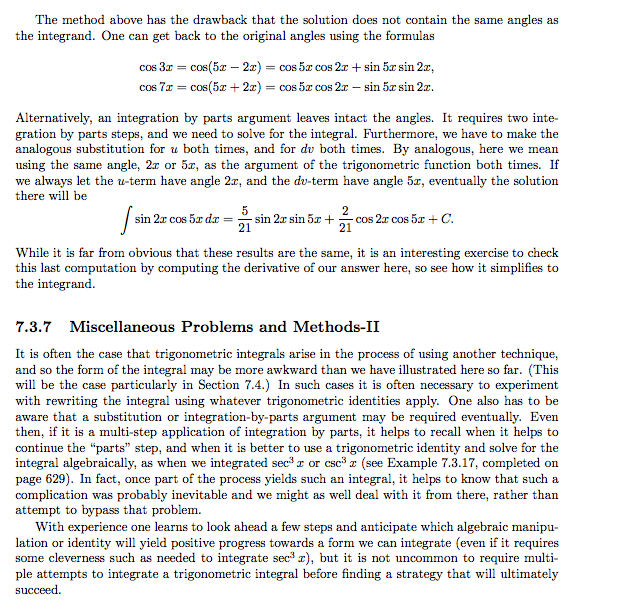 The method above has the drawback that the solution does not contain the same angles as
the integrand. One can get back to the original angles using the formulas
cos 3x = cos(5x − 2x) = cos 5x cos 2x + sin 5x sin 2x,
cos 7x = cos(5x + 2x) = cos 5x cos 2x − sin 5x sin 2x.
Alternatively, an integration by parts argument leaves intact the angles. It requires two inte-
gration by parts steps, and we need to solve for the integral. Furthermore, we have to make the
analogous substitution for u both times, and for dv both times. By analogous, here we mean
using the same angle, 2x or 5x, as the argument of the trigonometric function both times. If
we always let the u-term have angle 2x, and the dv-term have angle 5x, eventually the solution
there will be
∫ sin 2x cos 5x dx = 5/21 sin 2x sin 5x + 2/21 cos 2x cos 5x + C.
While it is far from obvious that these results are the same, it is an interesting exercise to check
this last computation by computing the derivative of our answer here, so see how it simplifies to
the integrand.
7.3.7 Miscellaneous Problems and Methods-II
It is often the case that trigonometric integrals arise in the process of using another technique,
and so the form of the integral may be more awkward than we have illustrated here so far. (This
will be the case particularly in Section 7.4.) In such cases it is often necessary to experiment
with rewriting the integral using whatever trigonometric identities apply. One also has to be
aware that a substitution or integration-by-parts argument may be required eventually. Even
then, if it is a multi-step application of integration by parts, it helps to recall when it helps to
continue the “parts” step, and when it is better to use a trigonometric identity and solve for the
integral algebraically, as when we integrated sec³ x or csc³ x (see Example 7.3.17, completed on
page 629). In fact, once part of the process yields such an integral, it helps to know that such a
complication was probably inevitable and we might as well deal with it from there, rather than
attempt to bypass that problem.
With experience one learns to look ahead a few steps and anticipate which algebraic manipu-
lation or identity will yield positive progress towards a form we can integrate (even if it requires
some cleverness such as needed to integrate sec³ x), but it is not uncommon to require multi-
ple attempts to integrate a trigonometric integral before finding a strategy that will ultimately
succeed.